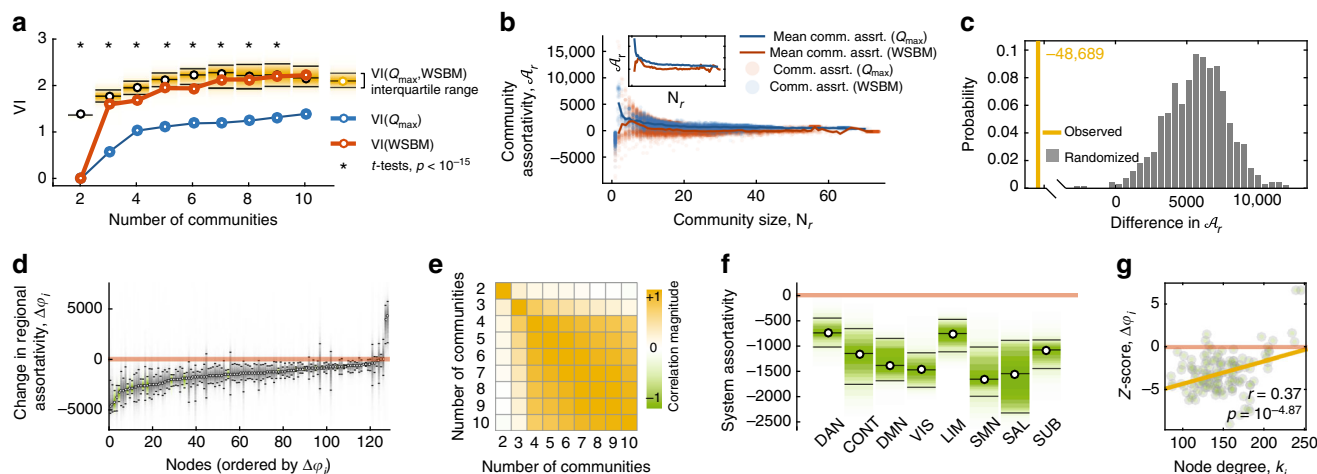 a
VI
3
2
1
0
2
4
6
8
10
Number of communities
* * * * * * * *
VI(Qmax,WSBM)
interquartile range
VI(Qmax)
VI(WSBM)
* t-tests, p < 10−15
b
Community
assortativity, 𝒜r
15,000
10,000
5000
0
−5000
0
20
40
60
Community size, Nr
𝒜r
Nr
Mean comm. assrt. (Qmax)
Mean comm. assrt. (WSBM)
Comm. assrt. (Qmax)
Comm. assrt. (WSBM)
c
Probability
0.1
0.08
0.06
0.04
0.02
0
−48,689
Observed
Randomized
0
5000
10,000
Difference in 𝒜r
d
Change in regional
assortativity, Δφi
5000
0
−5000
0
20
40
60
80
100
120
Nodes (ordered by Δφi)
e
Number of communities
2
3
4
5
6
7
8
9
10
2 3 4 5 6 7 8 9 10
Number of communities
+1
0
−1
Correlation magnitude
f
System assortativity
0
−500
−1000
−1500
−2000
−2500
DAN
CONT
DMN
VIS
LIM
SMN
SAL
SUB
g
Z-score, Δφi
5
0
−5
r = 0.37
p = 10−4.87
100
150
200
250
Node degree, ki